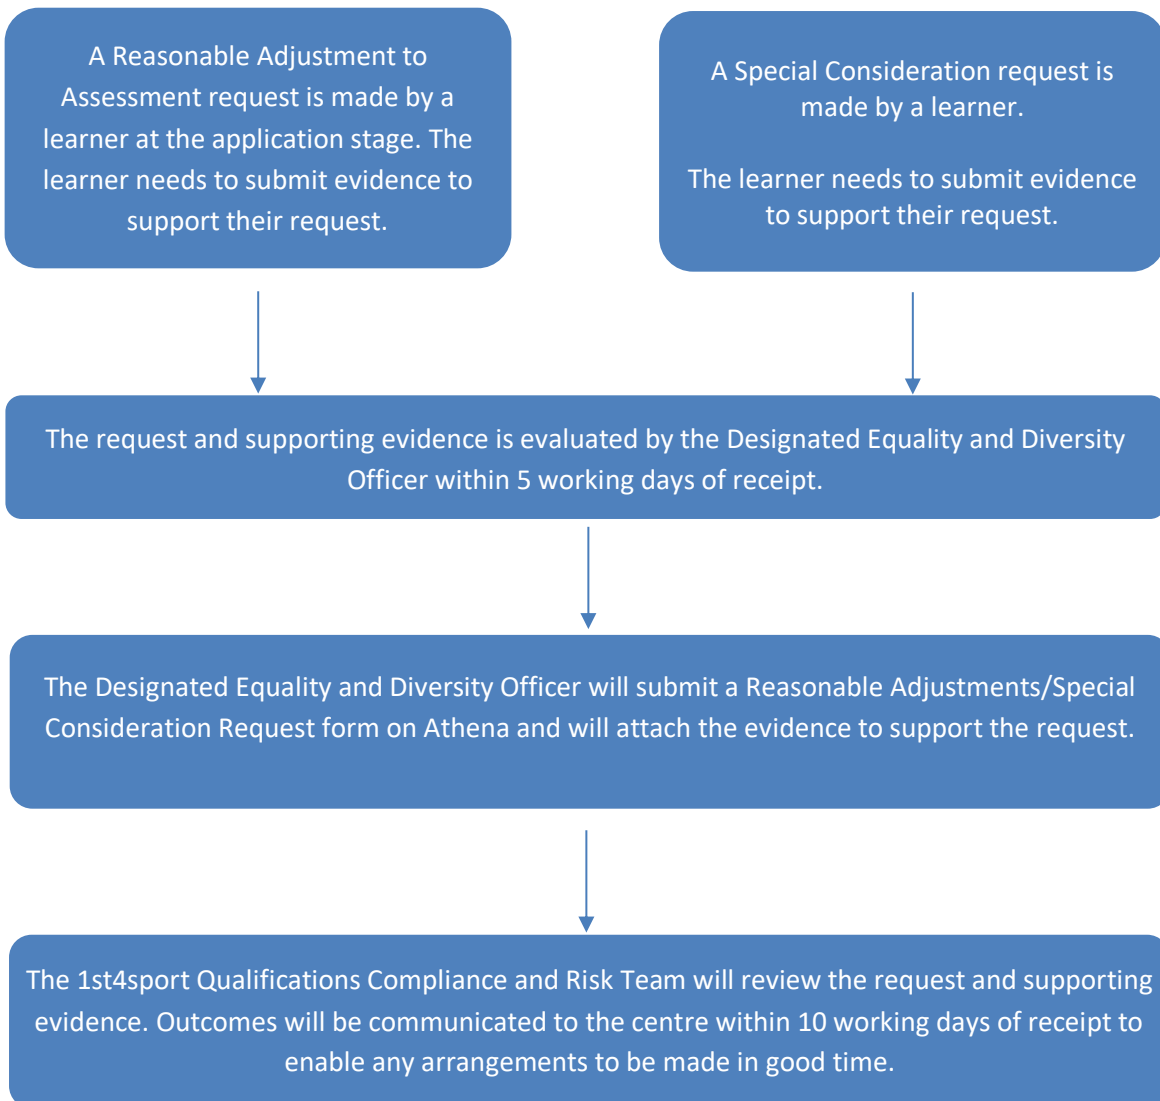 A Reasonable Adjustment to
Assessment request is made by a
learner at the application stage. The
learner needs to submit evidence to
support their request.
A Special Consideration request is
made by a learner.
The learner needs to submit evidence
to support their request.
The request and supporting evidence is evaluated by the Designated Equality and Diversity
Officer within 5 working days of receipt.
The Designated Equality and Diversity Officer will submit a Reasonable Adjustments/Special
Consideration Request form on Athena and will attach the evidence to support the request.
The 1st4sport Qualifications Compliance and Risk Team will review the request and supporting
evidence. Outcomes will be communicated to the centre within 10 working days of receipt to
enable any arrangements to be made in good time.